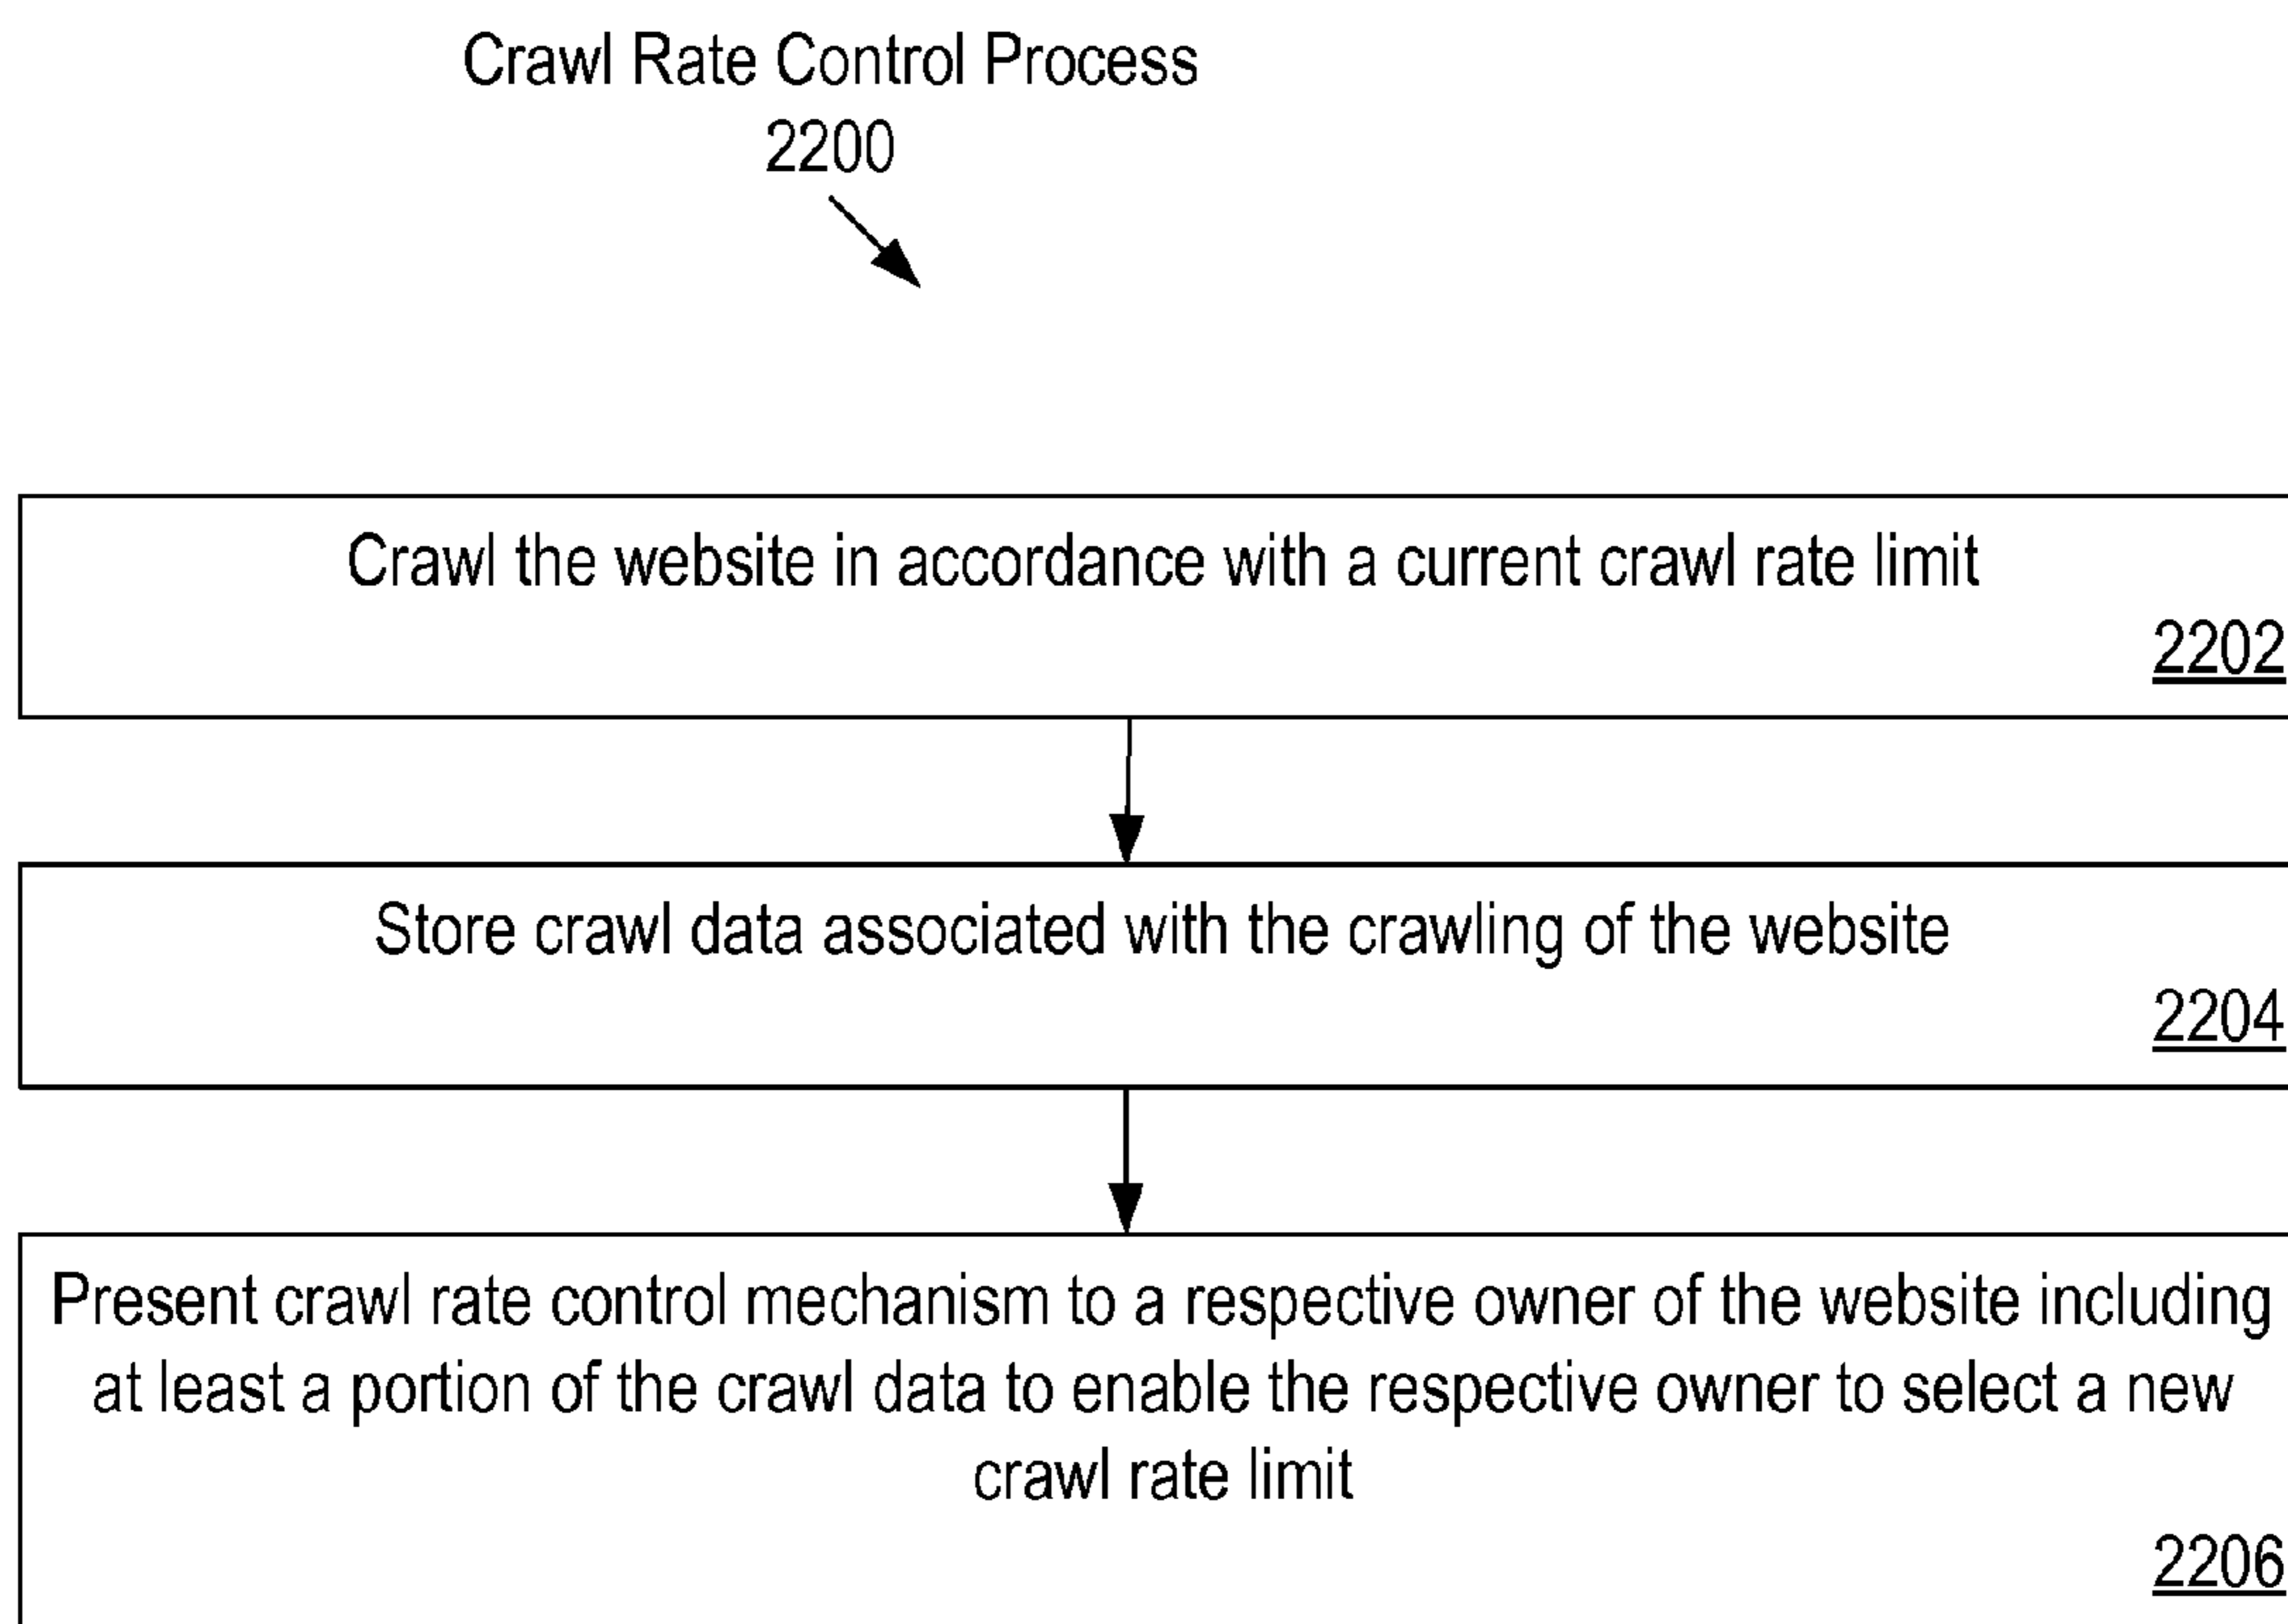 Crawl Rate Control Process
2200
Crawl the website in accordance with a current crawl rate limit
2202
Store crawl data associated with the crawling of the website
2204
Present crawl rate control mechanism to a respective owner of the website including
at least a portion of the crawl data to enable the respective owner to select a new
crawl rate limit
2206